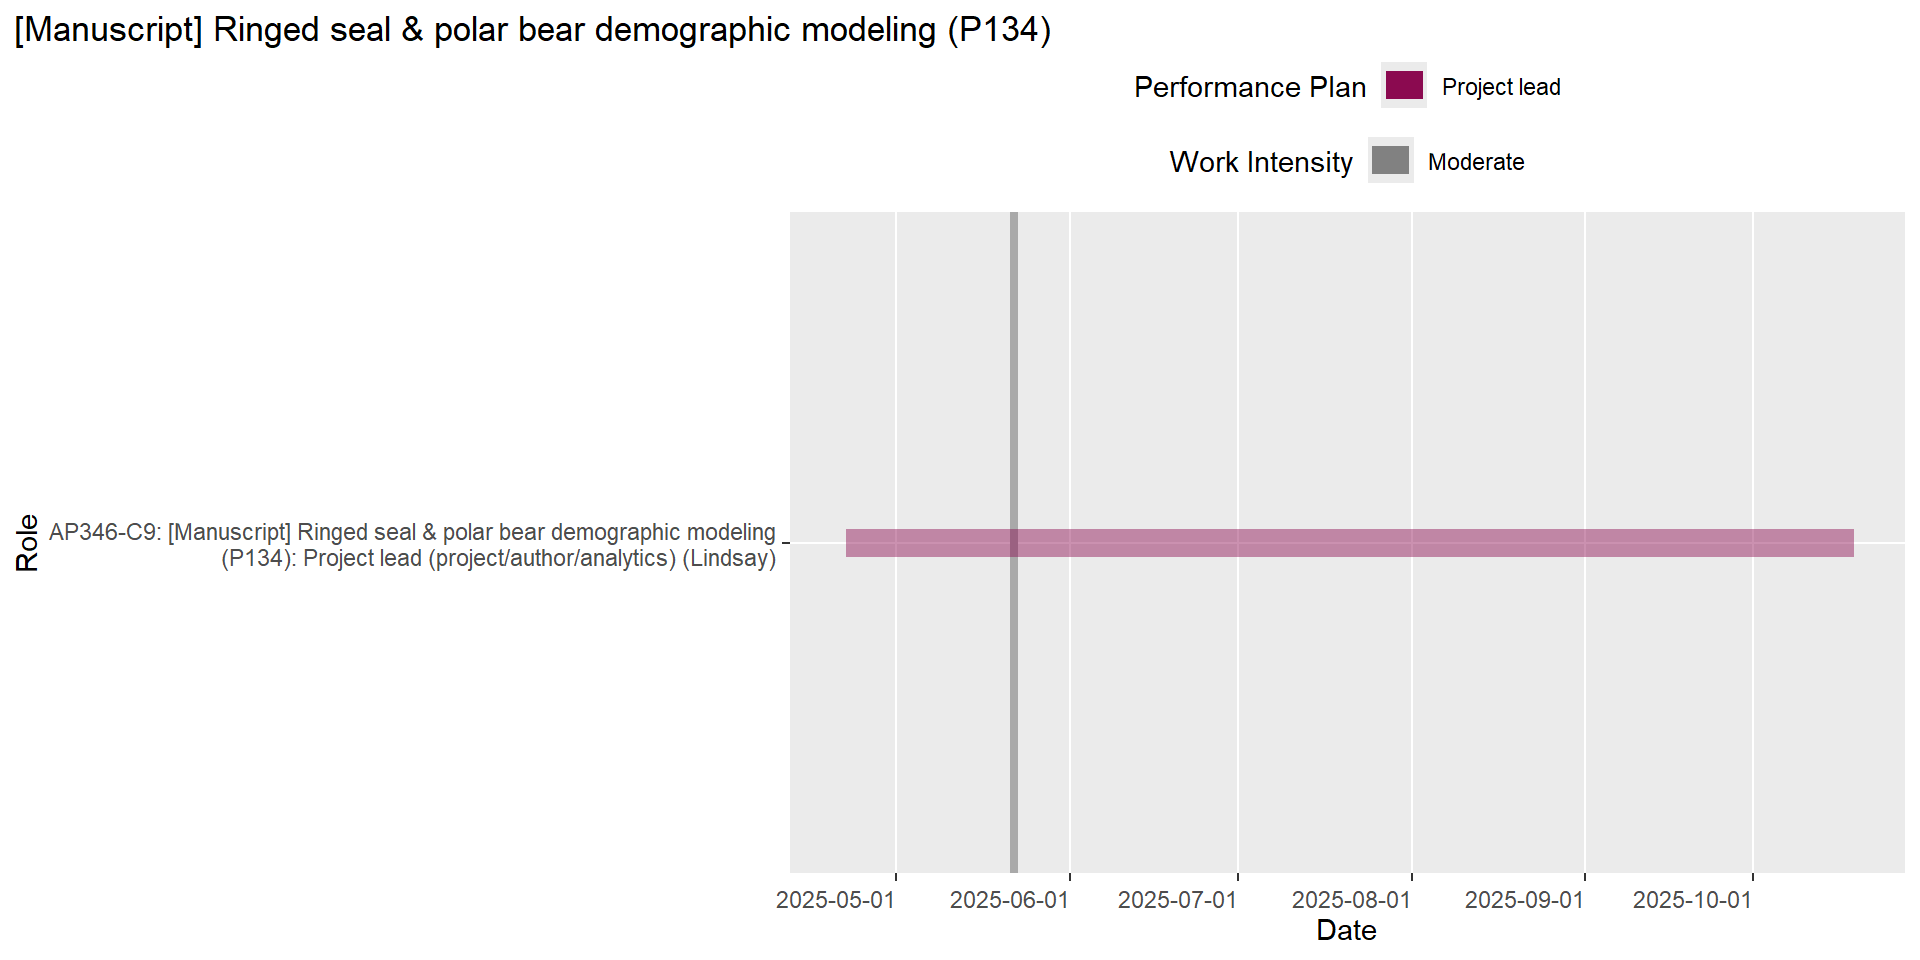 [Manuscript] Ringed seal & polar bear demographic modeling (P134)
Performance Plan
Project lead
Work Intensity
Moderate
Role
AP346-C9: [Manuscript] Ringed seal & polar bear demographic modeling
(P134): Project lead (project/author/analytics) (Lindsay)
2025-05-01
2025-06-01
2025-07-01
2025-08-01
2025-09-01
2025-10-01
Date